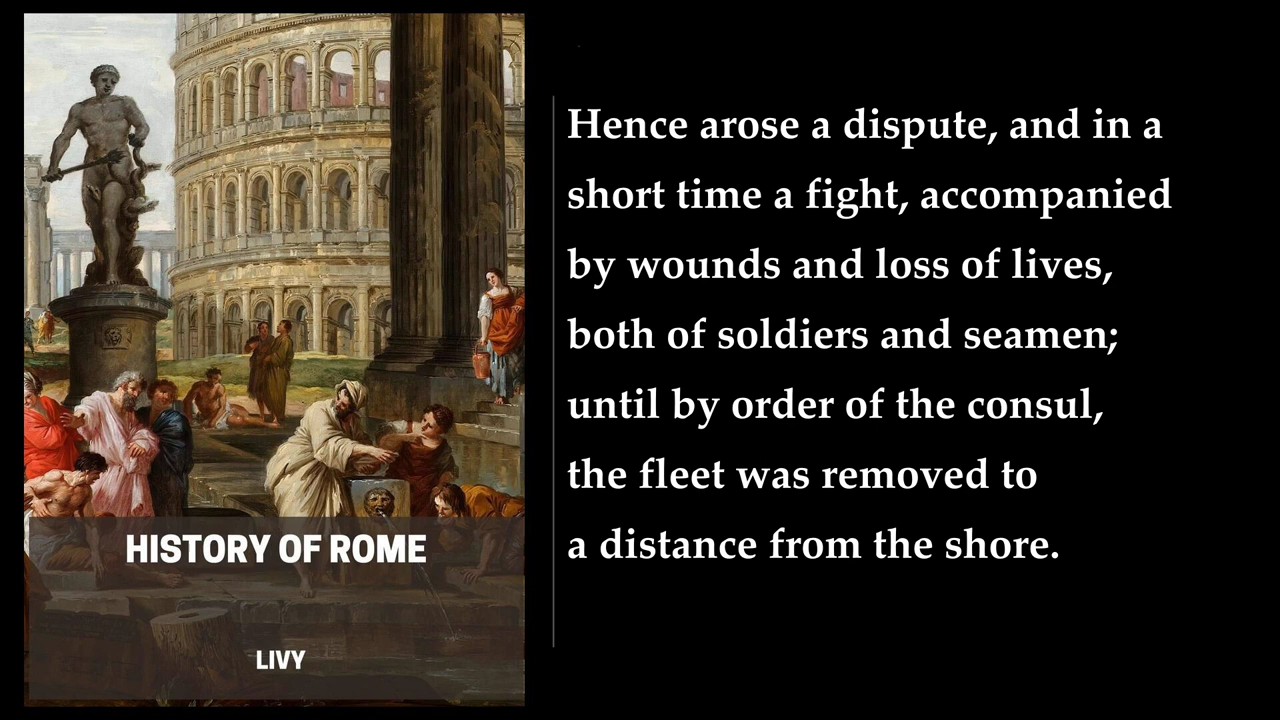 HISTORY OF ROME
LIVY
Hence arose a dispute, and in a
short time a fight, accompanied
by wounds and loss of lives,
both of soldiers and seamen;
until by order of the consul,
the fleet was removed to
a distance from the shore.